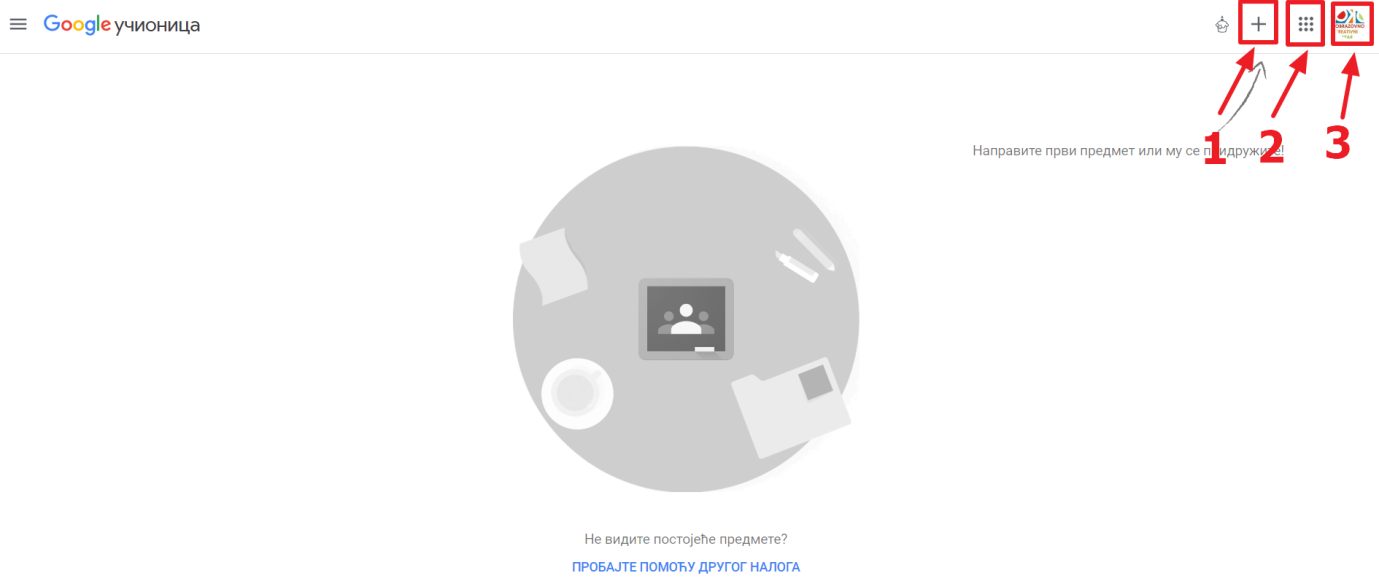 Google учионица
1 2 3
Направите први предмет или му се придружите!
Не видите постојеће предмете?
ПРОБАЈТЕ ПОМОЋУ ДРУГОГ НАЛОГА